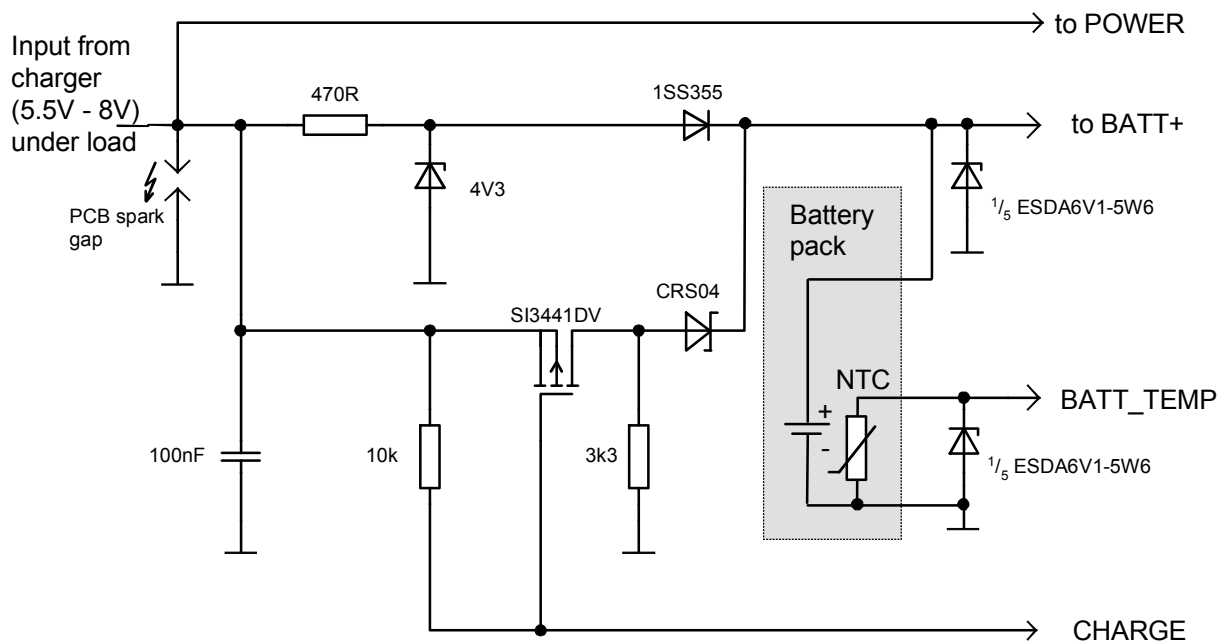 to POWER
Input from
charger
(5.5V - 8V)
under load
470R
1SS355
to BATT+
PCB spark
gap
4V3
Battery
pack
1/5 ESDA6V1-5W6
SI3441DV
CRS04
NTC
BATT_TEMP
+
-
100nF
10k
3k3
1/5 ESDA6V1-5W6
CHARGE